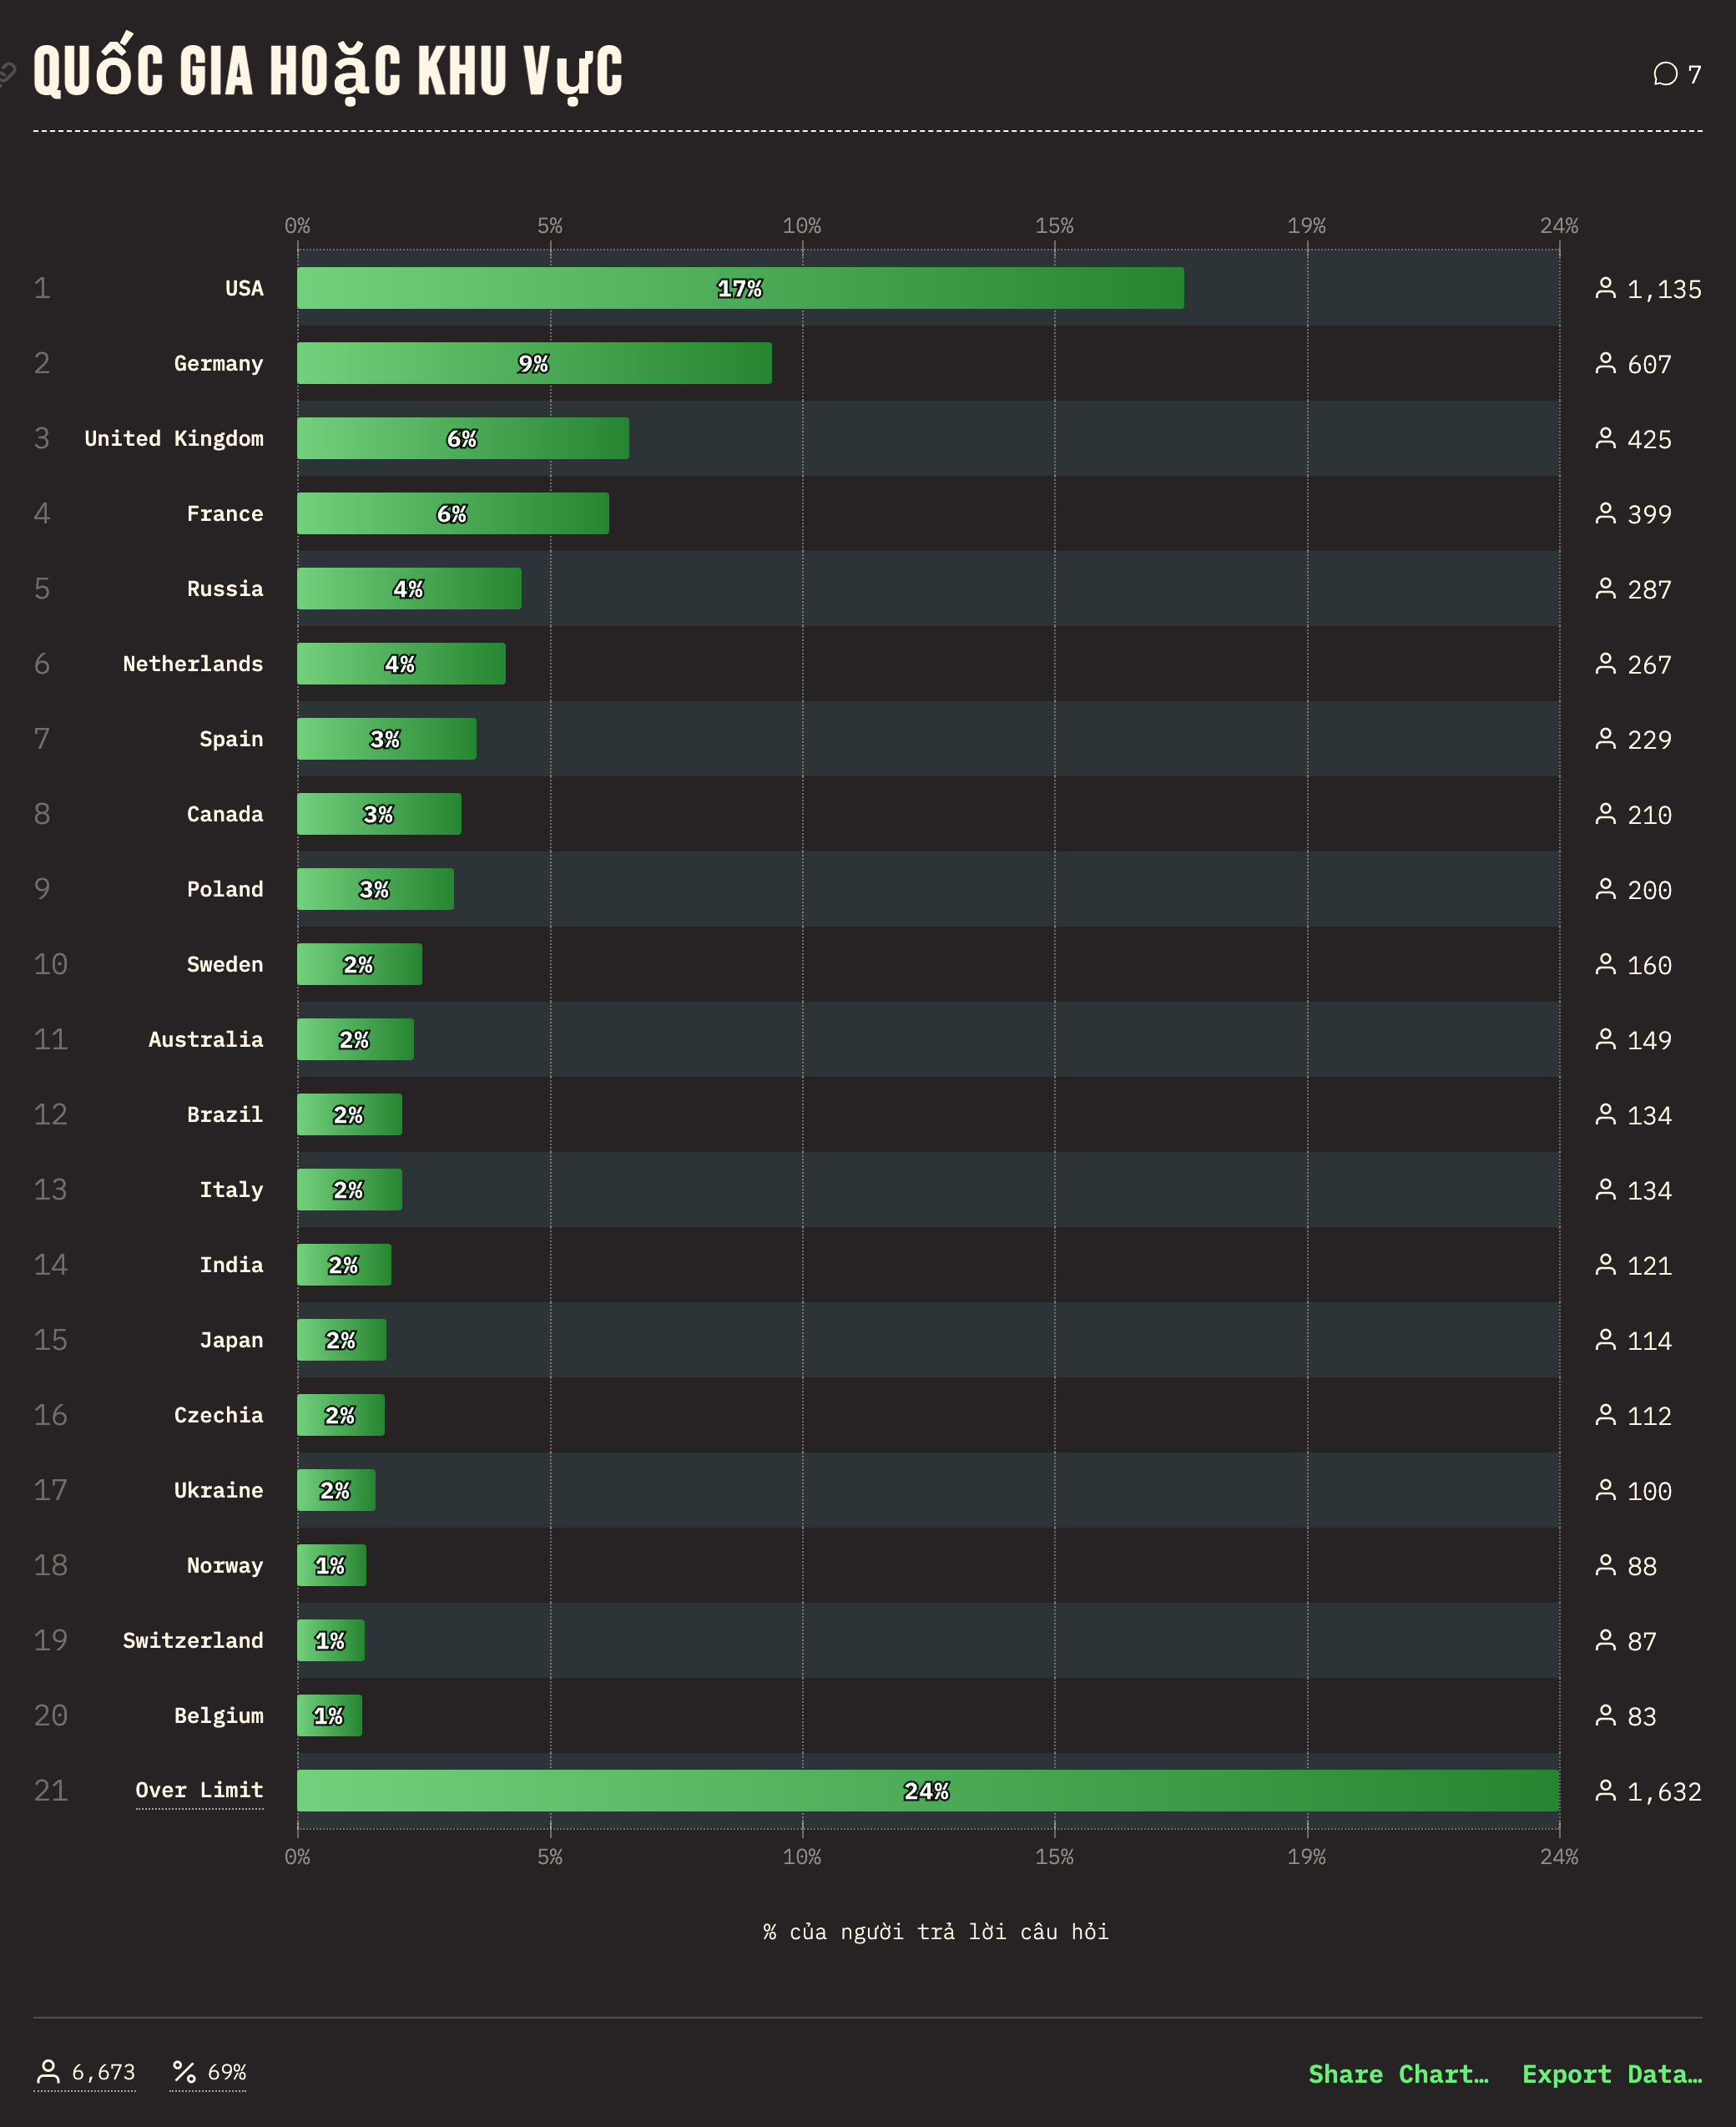 QUốC GIA HOặC KHU VựC
7
0% 5% 10% 15% 19% 24%
1 USA 17% 1,135
2 Germany 9% 607
3 United Kingdom 6% 425
4 France 6% 399
5 Russia 4% 287
6 Netherlands 4% 267
7 Spain 3% 229
8 Canada 3% 210
9 Poland 3% 200
10 Sweden 2% 160
11 Australia 2% 149
12 Brazil 2% 134
13 Italy 2% 134
14 India 2% 121
15 Japan 2% 114
16 Czechia 2% 112
17 Ukraine 2% 100
18 Norway 1% 88
19 Switzerland 1% 87
20 Belgium 1% 83
21 Over Limit 24% 1,632
0% 5% 10% 15% 19% 24%
% của người trả lời câu hỏi
6,673 % 69% Share Chart… Export Data…